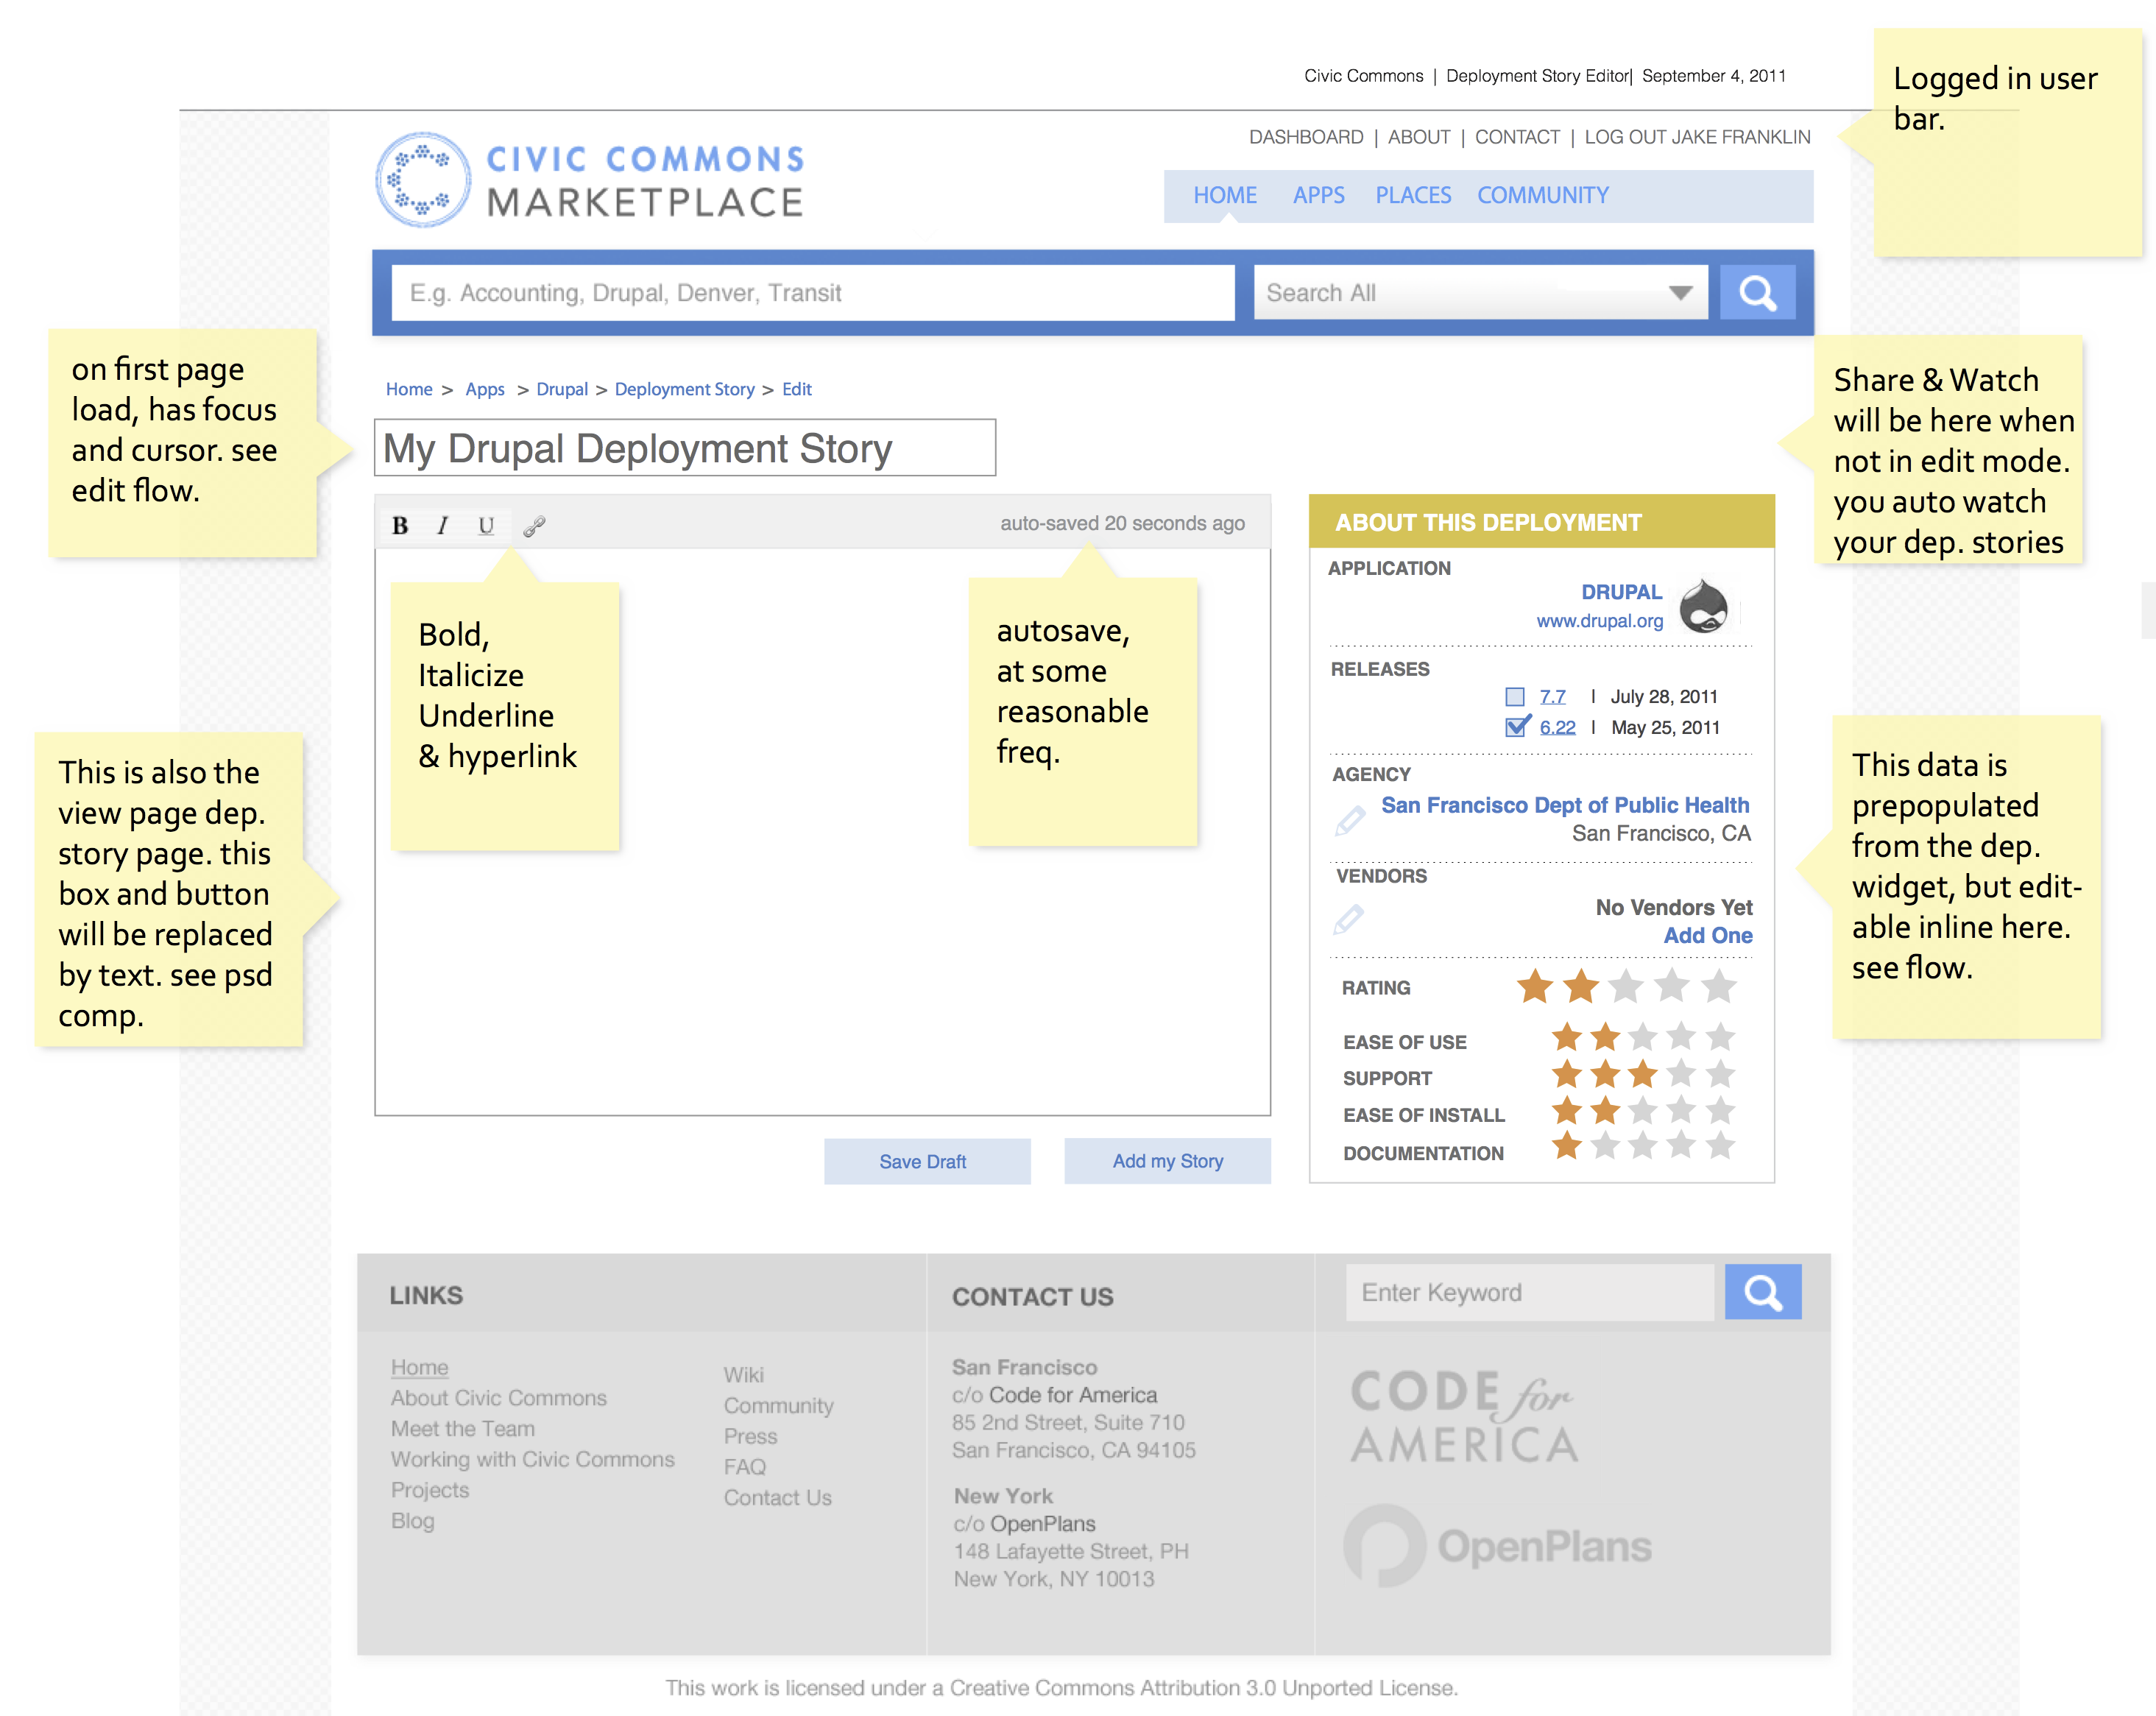 Civic Commons | Deployment Story Editor| September 4, 2011
Logged in user
bar.
DASHBOARD | ABOUT | CONTACT | LOG OUT JAKE FRANKLIN
CIVIC COMMONS
MARKETPLACE
HOME APPS PLACES COMMUNITY
E.g. Accounting, Drupal, Denver, Transit
Search All
on first page
load, has focus
and cursor. see
edit flow.
Share & Watch
will be here when
not in edit mode.
you auto watch
your dep. stories
Home > Apps > Drupal > Deployment Story > Edit
My Drupal Deployment Story
B I U
auto-saved 20 seconds ago
Bold,
Italicize
Underline
& hyperlink
autosave,
at some
reasonable
freq.
This is also the
view page dep.
story page. this
box and button
will be replaced
by text. see psd
comp.
ABOUT THIS DEPLOYMENT
APPLICATION
DRUPAL
www.drupal.org
RELEASES
7.7 | July 28, 2011
6.22 | May 25, 2011
AGENCY
San Francisco Dept of Public Health
San Francisco, CA
VENDORS
No Vendors Yet
Add One
RATING
EASE OF USE
SUPPORT
EASE OF INSTALL
DOCUMENTATION
This data is
prepopulated
from the dep.
widget, but edit-
able inline here.
see flow.
Save Draft
Add my Story
LINKS
Home
About Civic Commons
Meet the Team
Working with Civic Commons
Projects
Blog
Wiki
Community
Press
FAQ
Contact Us
CONTACT US
San Francisco
c/o Code for America
85 2nd Street, Suite 710
San Francisco, CA 94105
New York
c/o OpenPlans
148 Lafayette Street, PH
New York, NY 10013
Enter Keyword
CODE for
AMERICA
OpenPlans
This work is licensed under a Creative Commons Attribution 3.0 Unported License.